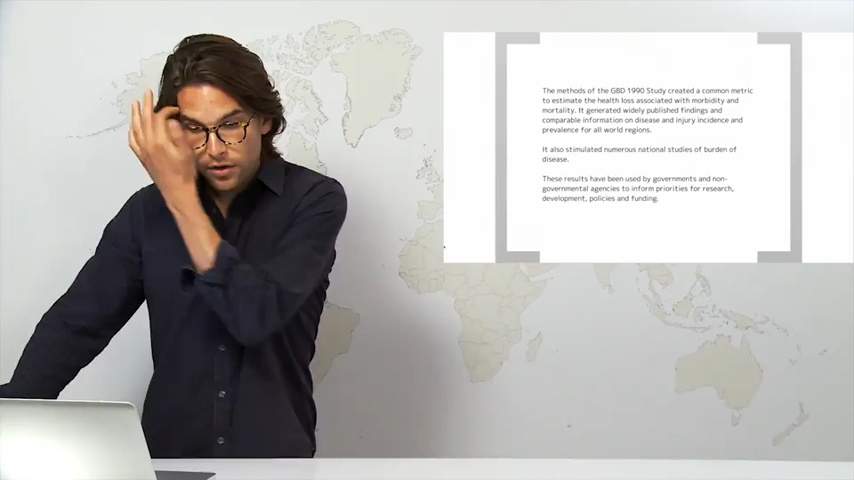 The methods of the GBD 1990 Study created a common metric
to estimate the health loss associated with morbidity and
mortality. It generated widely published findings and
comparable information on disease and injury incidence and
prevalence for all world regions.
It also stimulated numerous national studies of burden of
disease.
These results have been used by governments and non-
governmental agencies to inform priorities for research,
development, policies and funding.